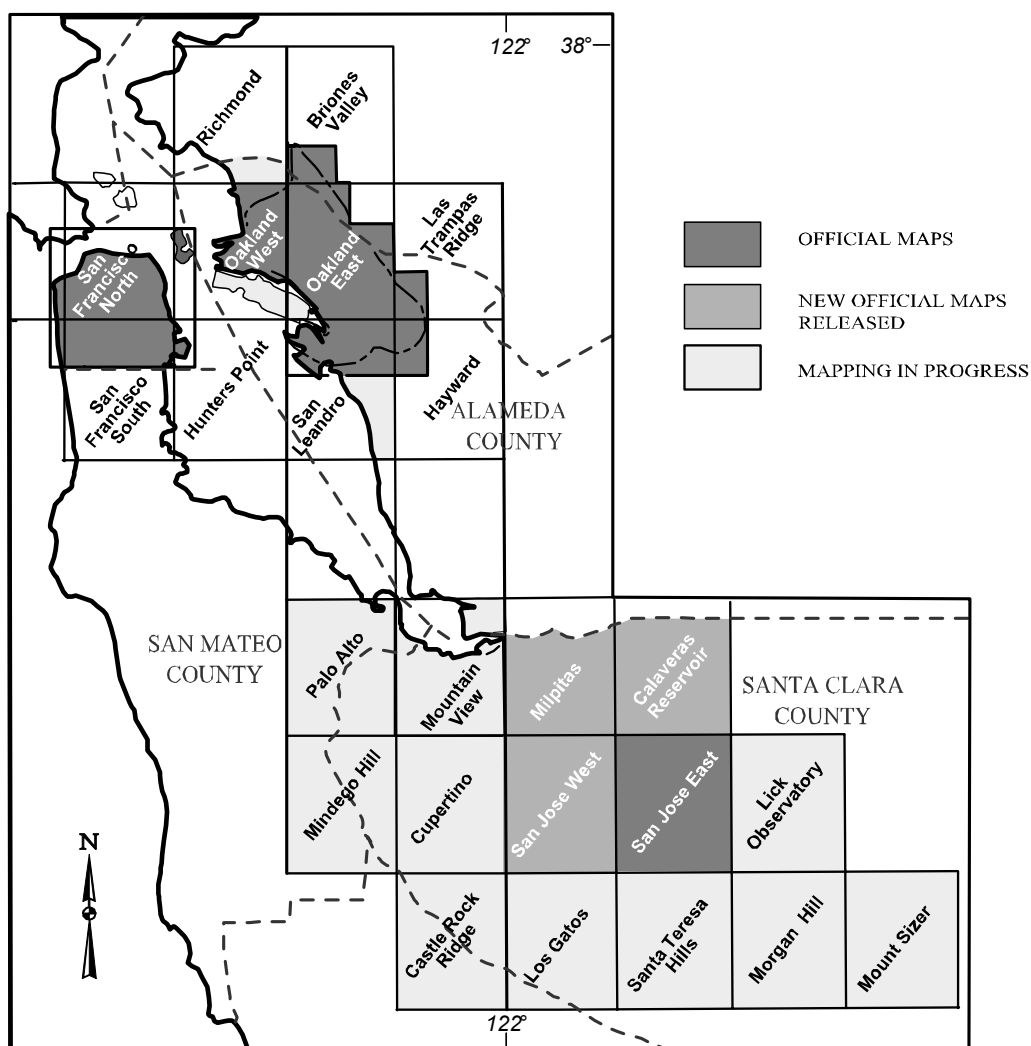 122°
38°
Richmond
Briones
Valley
Las
Trampas
Ridge
Oakland
West
Oakland
East
San
Francisco
North
OFFICIAL MAPS
NEW OFFICIAL MAPS
RELEASED
MAPPING IN PROGRESS
San
Francisco
South
Hunters Point
San
Leandro
Hayward
ALAMEDA
COUNTY
SAN MATEO
COUNTY
Palo Alto
Mountain
View
Milpitas
Calaveras
Reservoir
SANTA CLARA
COUNTY
Mindego Hill
Cupertino
San Jose West
San Jose East
Lick
Observatory
N
Castle Rock
Ridge
Los Gatos
Santa Teresa
Hills
Morgan Hill
Mount Sizer
122°